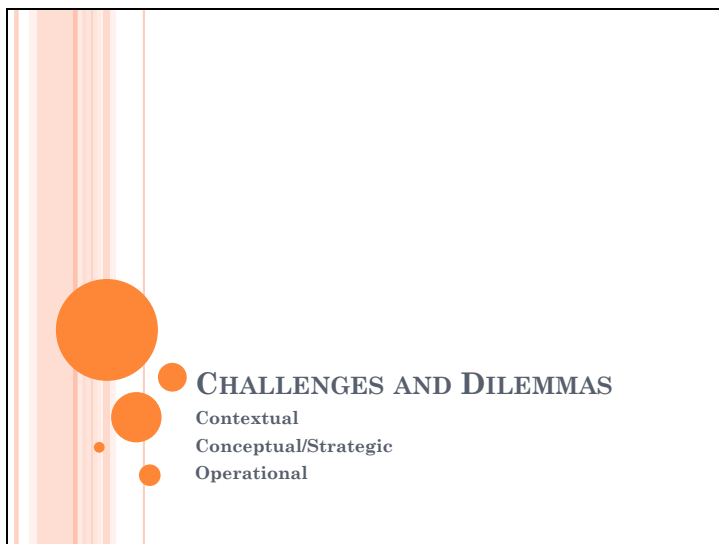 Challenges and Dilemmas
Contextual
Conceptual/Strategic
Operational